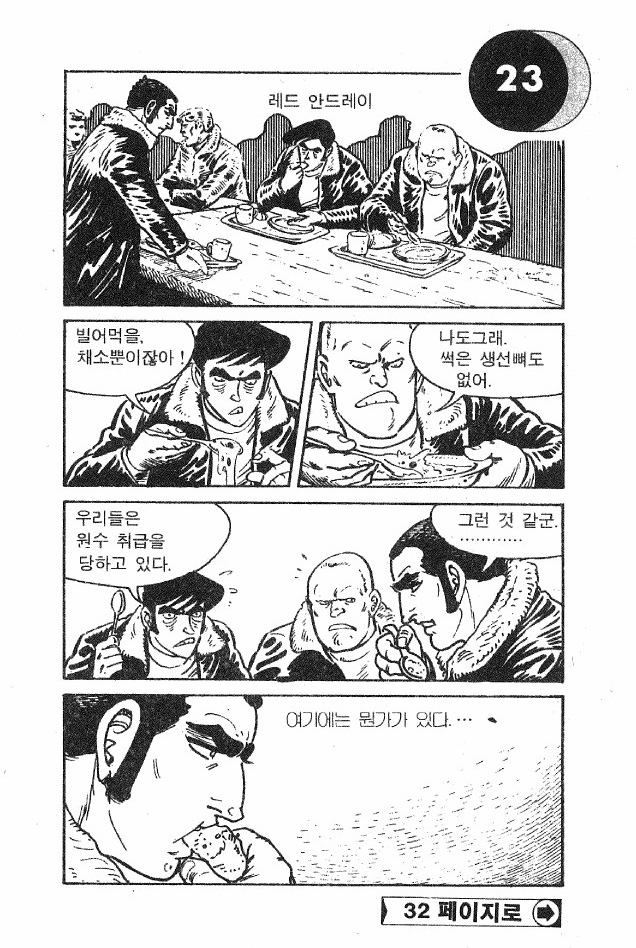 23
레드 안드레이
빌어먹을,
채소뿐이잖아!
나도그래.
썩은 생선뼈도
없어.
우리들은
원수 취급을
당하고 있다.
그런 것 같군.
............
여기에는 뭔가가 있다.…
32 페이지로